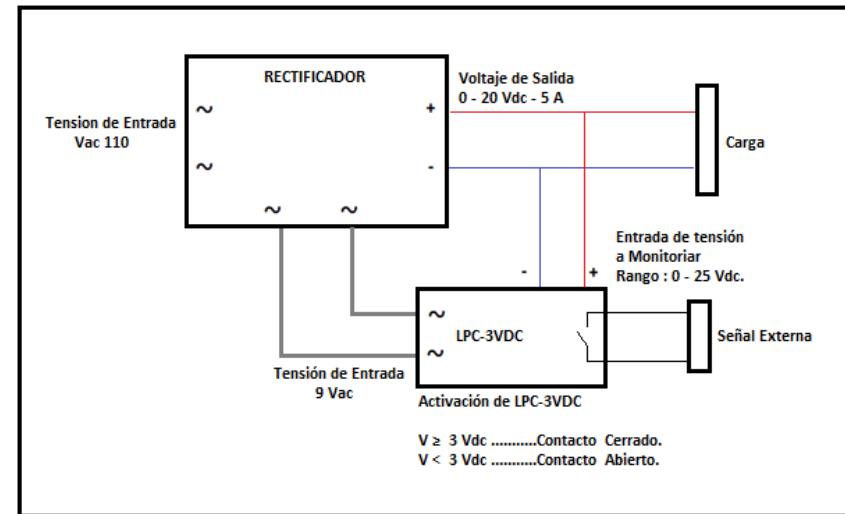 RECTIFICADOR
Voltaje de Salida
0 - 20 Vdc - 5 A
Tension de Entrada
Vac 110
~
+
~
-
Carga
~ ~
Entrada de tensión
a Monitoriar
Rango : 0 - 25 Vdc.
- +
~
LPC-3VDC
~
Señal Externa
Tensión de Entrada
9 Vac
Activación de LPC-3VDC
V ≥ 3 Vdc ...........Contacto Cerrado.
V < 3 Vdc ...........Contacto Abierto.